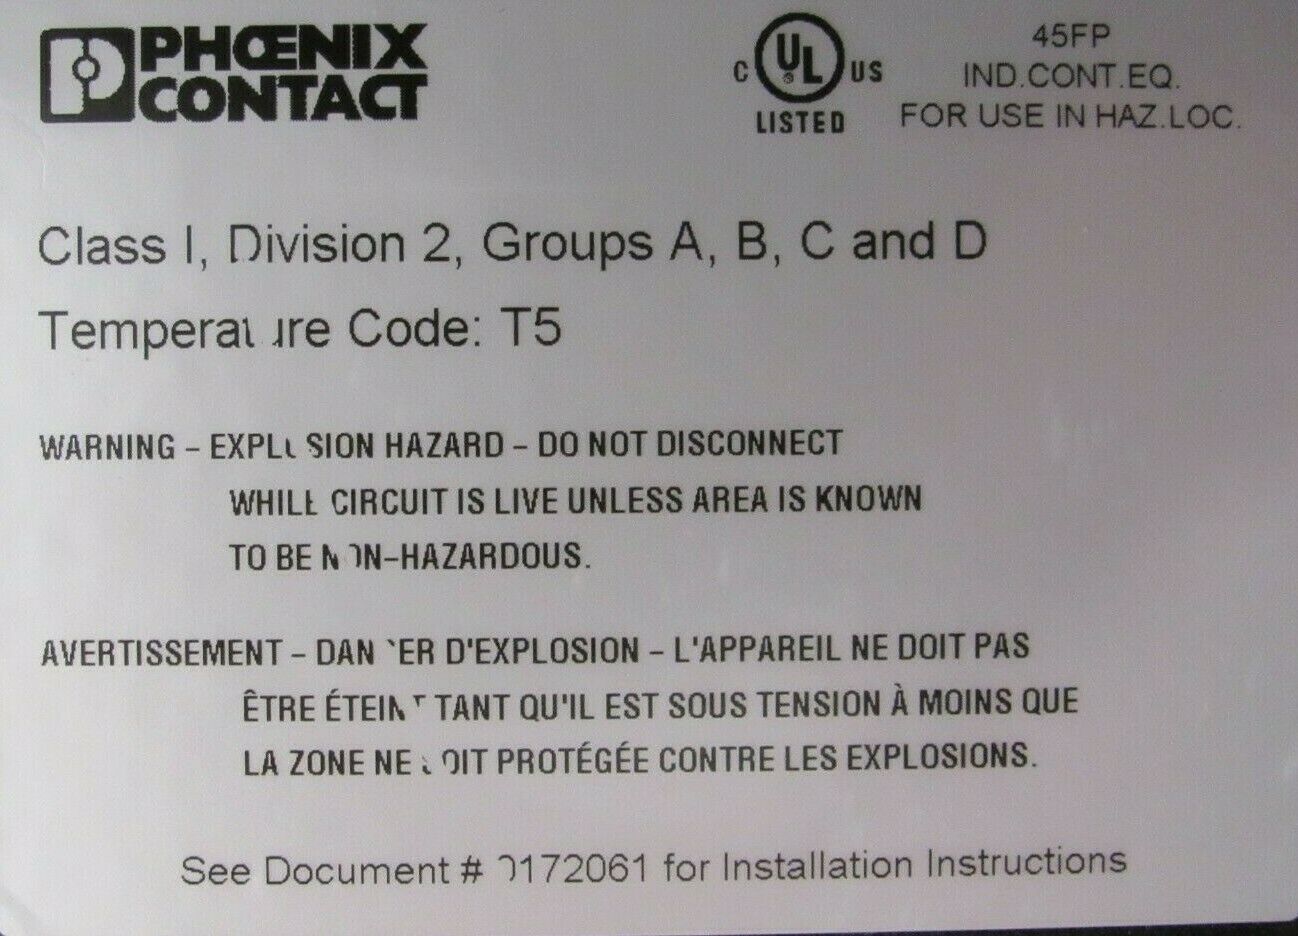 PHŒNIX
CONTACT
C UL US
LISTED
45FP
IND.CONT.EQ.
FOR USE IN HAZ.LOC.
Class I, Division 2, Groups A, B, C and D
Temperature Code: T5
WARNING – EXPLOSION HAZARD – DO NOT DISCONNECT
WHILE CIRCUIT IS LIVE UNLESS AREA IS KNOWN
TO BE NON–HAZARDOUS.
AVERTISSEMENT – DANGER D'EXPLOSION – L'APPAREIL NE DOIT PAS
ÊTRE ÉTEINT TANT QU'IL EST SOUS TENSION À MOINS QUE
LA ZONE NE SOIT PROTÉGÉE CONTRE LES EXPLOSIONS.
See Document # 0172061 for Installation Instructions